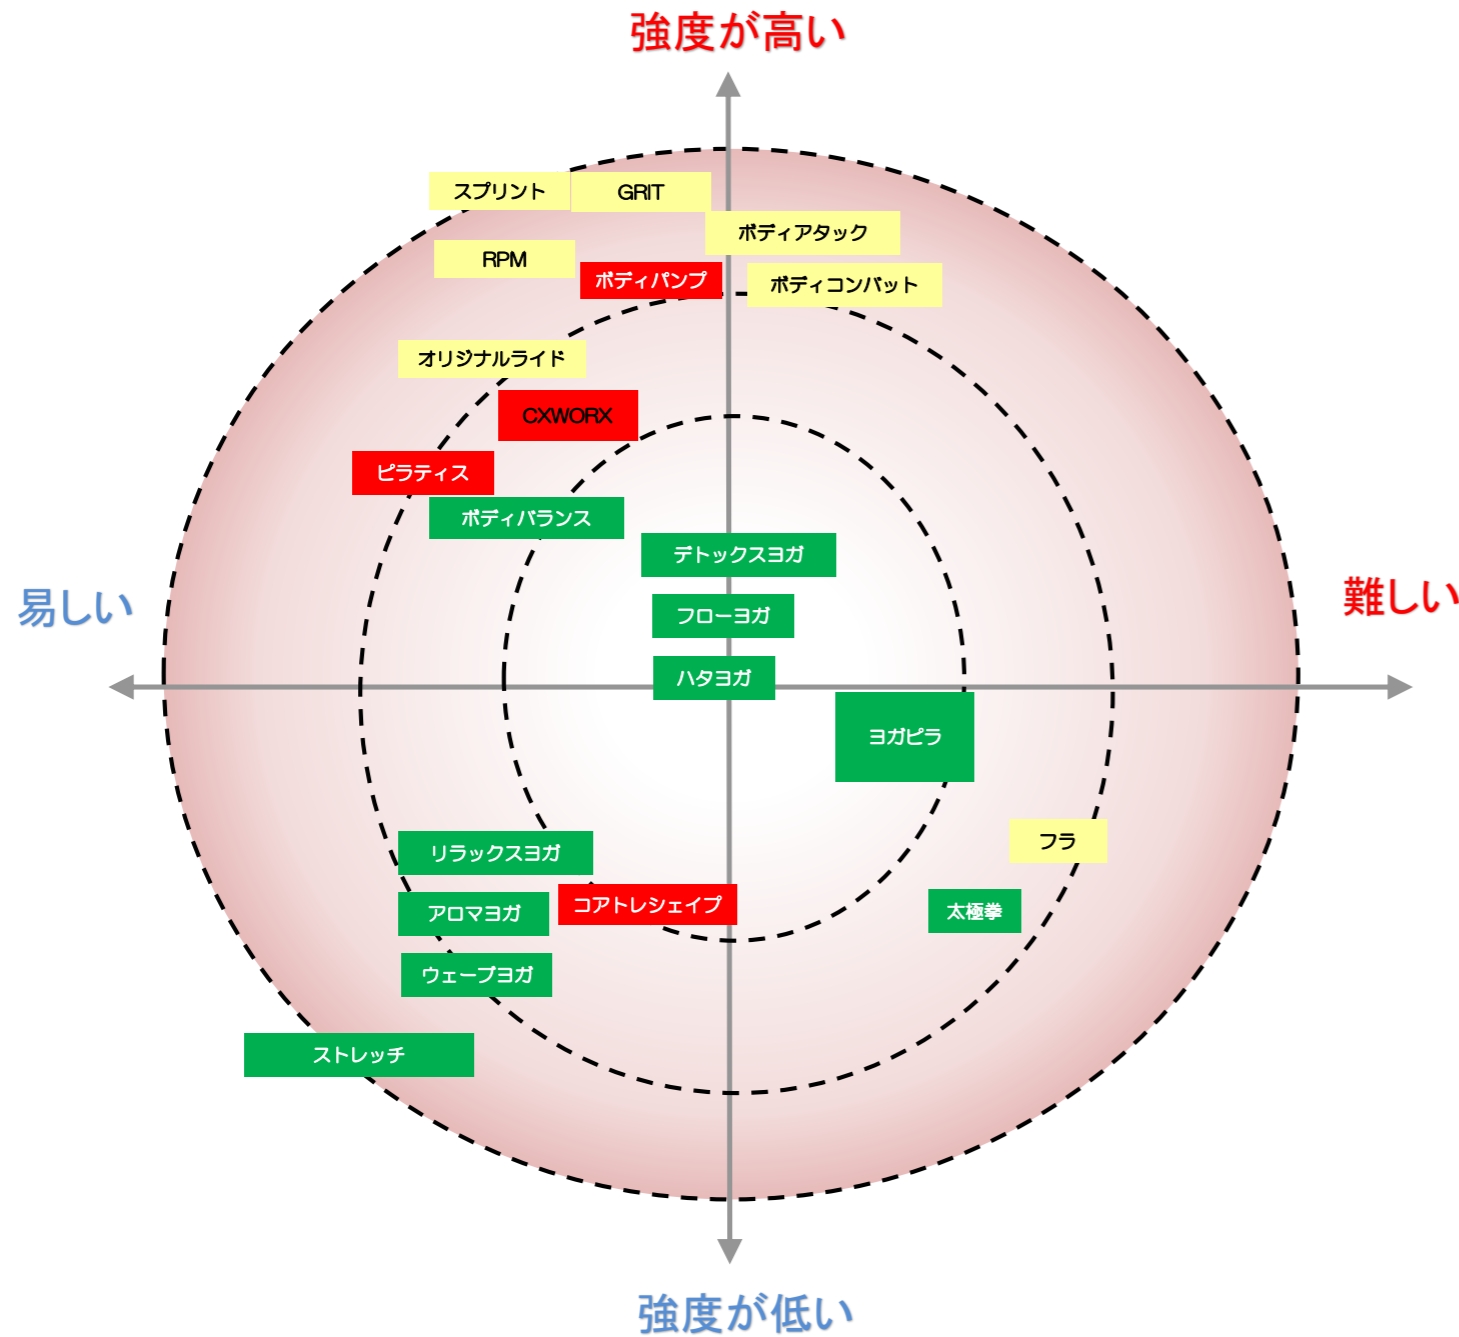 強度が高い
スプリント
GRIT
ボディアタック
RPM
ボディパンプ
ボディコンバット
オリジナルライド
CXWORX
ピラティス
ボディバランス
デトックスヨガ
易しい
難しい
フローヨガ
ハタヨガ
ヨガピラ
フラ
リラックスヨガ
コアトレシェイプ
アロマヨガ
太極拳
ウェーブヨガ
ストレッチ
強度が低い